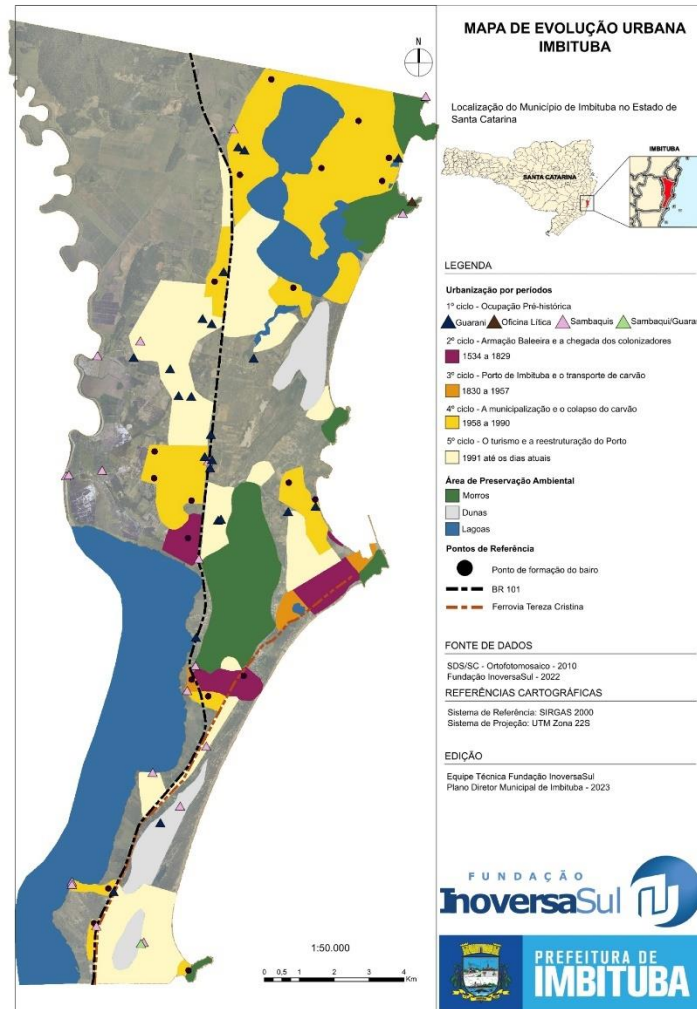 MAPA DE EVOLUÇÃO URBANA
IMBITUBA
N
Localização do Município de Imbituba no Estado de
Santa Catarina
IMBITUBA
SANTA CATARINA
LEGENDA
Urbanização por períodos
1º ciclo - Ocupação Pré-histórica
Guarani
Oficina Lítica
Sambaquis
Sambaqui/Guarani
2º ciclo - Armação Baleeira e a chegada dos colonizadores
1534 a 1829
3º ciclo - Porto de Imbituba e o transporte de carvão
1830 a 1957
4º ciclo - A municipalização e o colapso do carvão
1958 a 1990
5º ciclo - O turismo e a reestruturação do Porto
1991 até os dias atuais
Área de Preservação Ambiental
Morros
Dunas
Lagoas
Pontos de Referência
Ponto de formação do bairo
BR 101
Ferrovia Tereza Cristina
FONTE DE DADOS
SDS/SC - Ortofotomosaico - 2010
Fundação InoversaSul - 2022
REFERÊNCIAS CARTOGRÁFICAS
Sistema de Referência: SIRGAS 2000
Sistema de Projeção: UTM Zona 22S
EDIÇÃO
Equipe Técnica Fundação InoversaSul
Plano Diretor Municipal de Imbituba - 2023
1:50.000
0 0,5 1 2 3 4
Km
FUNDAÇÃO
InoversaSul
PREFEITURA DE
IMBITUBA